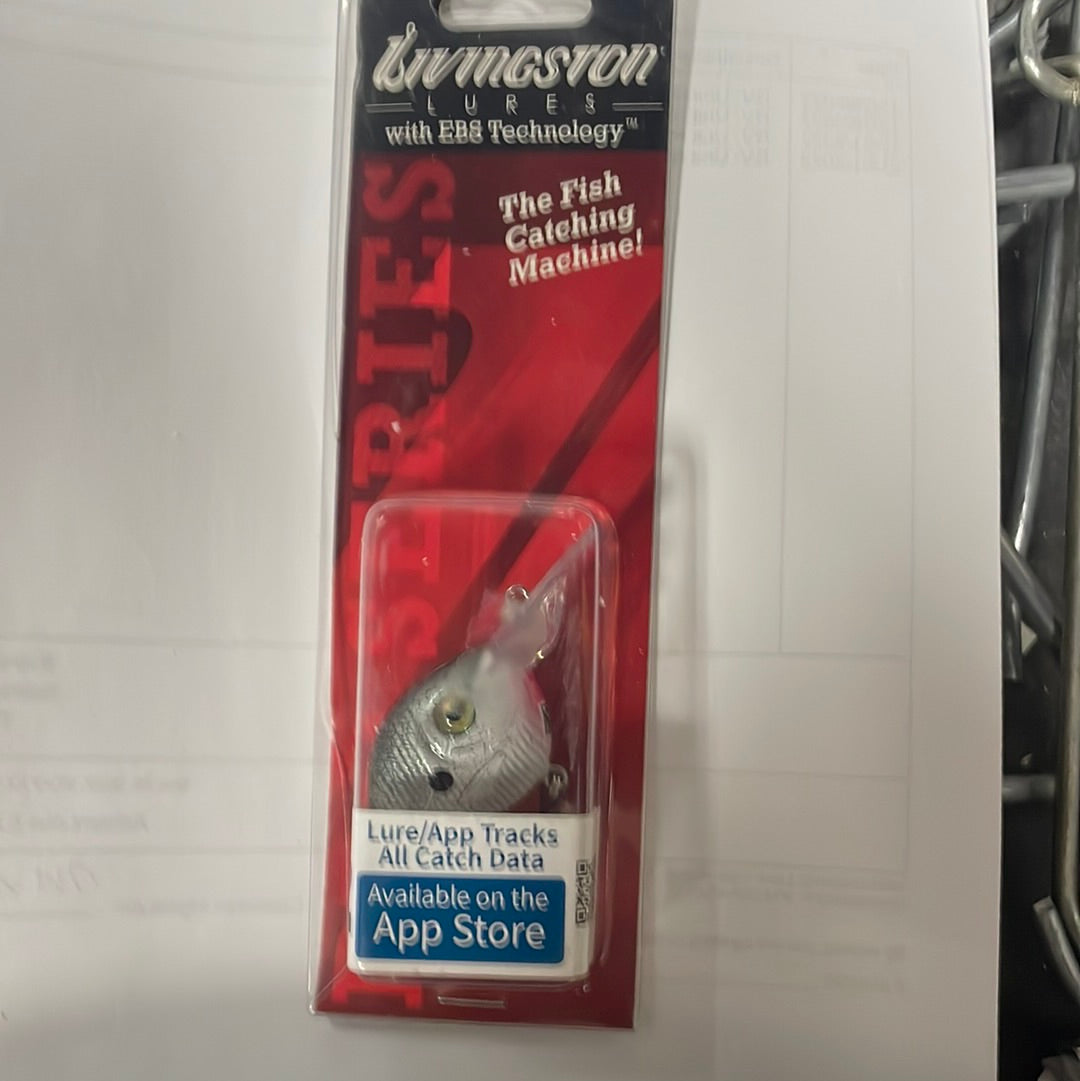 Livingston
LURES
with EBS Technology™
The Fish
Catching
Machine!
SERIES
Lure/App Tracks
All Catch Data
Available on the
App Store